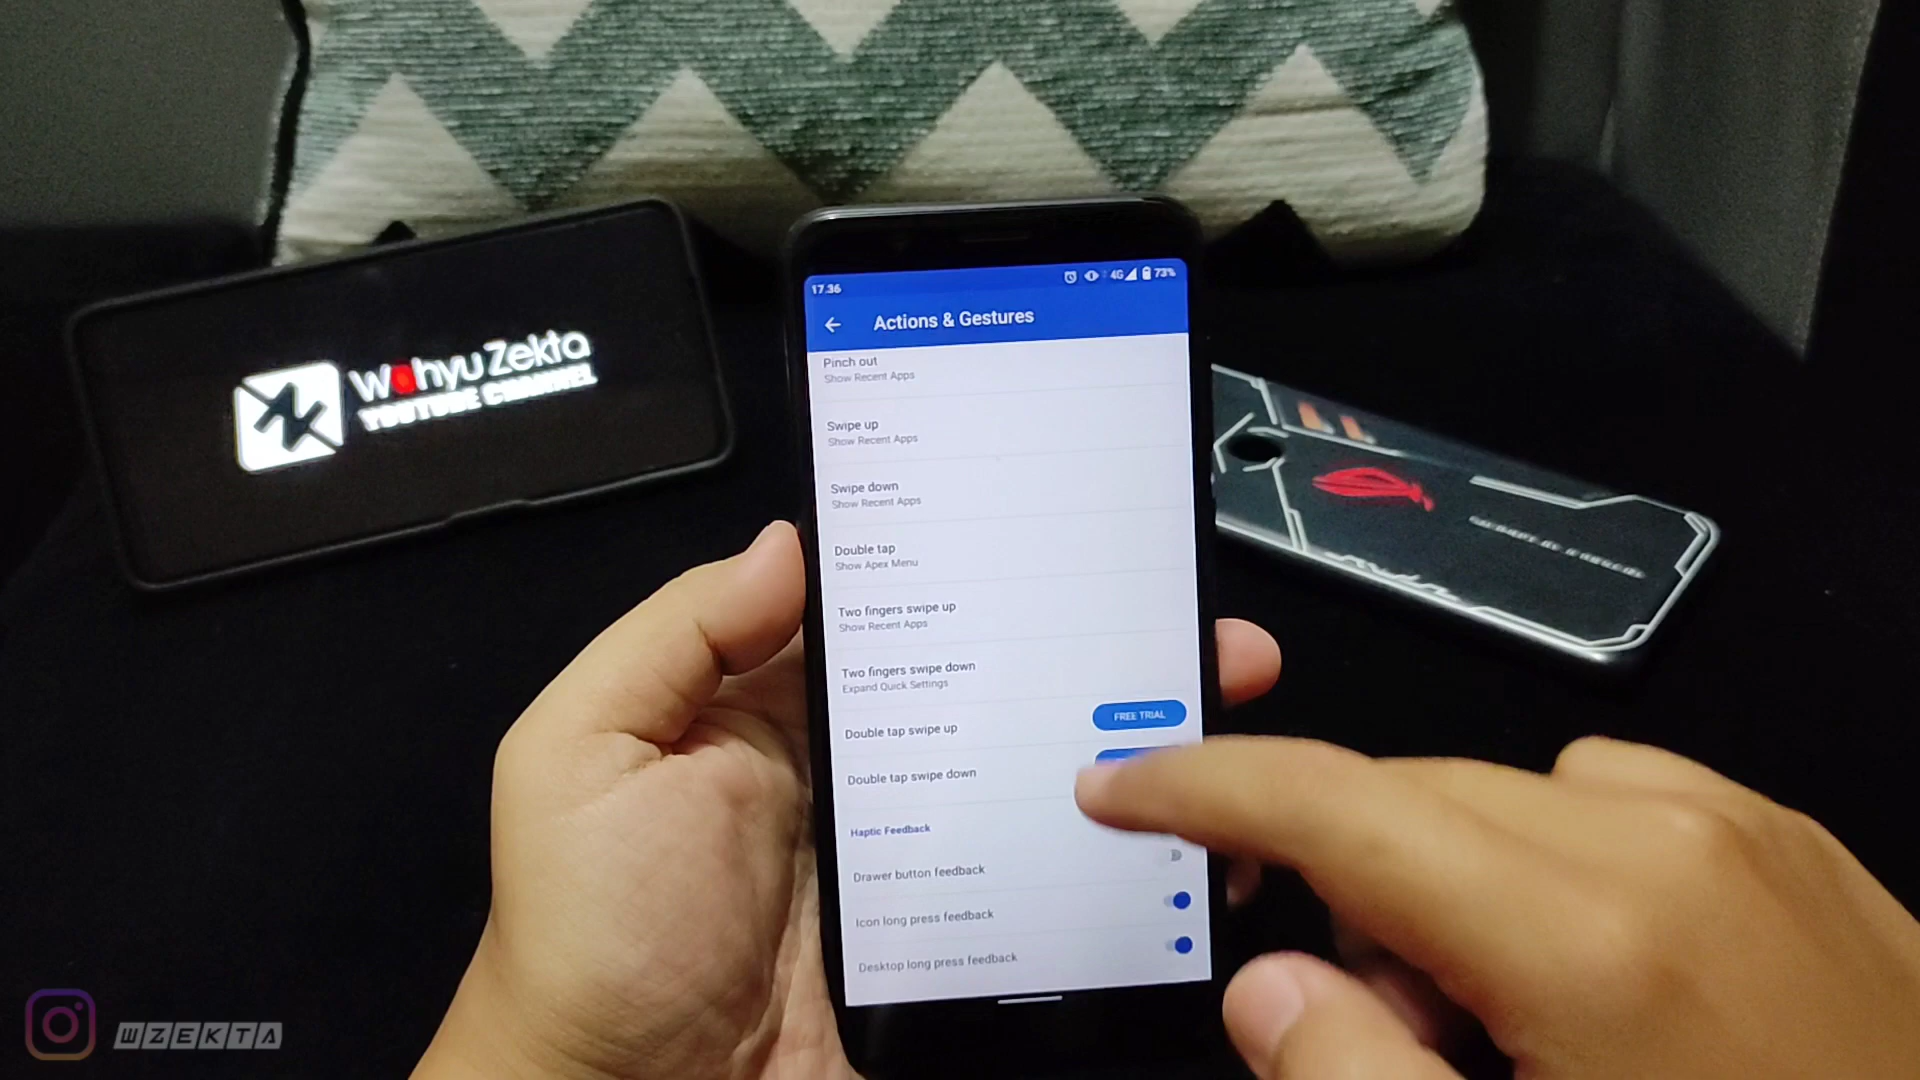 Wahyu Zekta
YOUTUBE CHANNEL
17.36
4G
73%
Actions & Gestures
Pinch out
Show Recent Apps
Swipe up
Show Recent Apps
Swipe down
Show Recent Apps
Double tap
Show Apex Menu
Two fingers swipe up
Show Recent Apps
Two fingers swipe down
Expand Quick Settings
Double tap swipe up
FREE TRIAL
Double tap swipe down
Haptic Feedback
Drawer button feedback
Icon long press feedback
Desktop long press feedback
WZEKTA